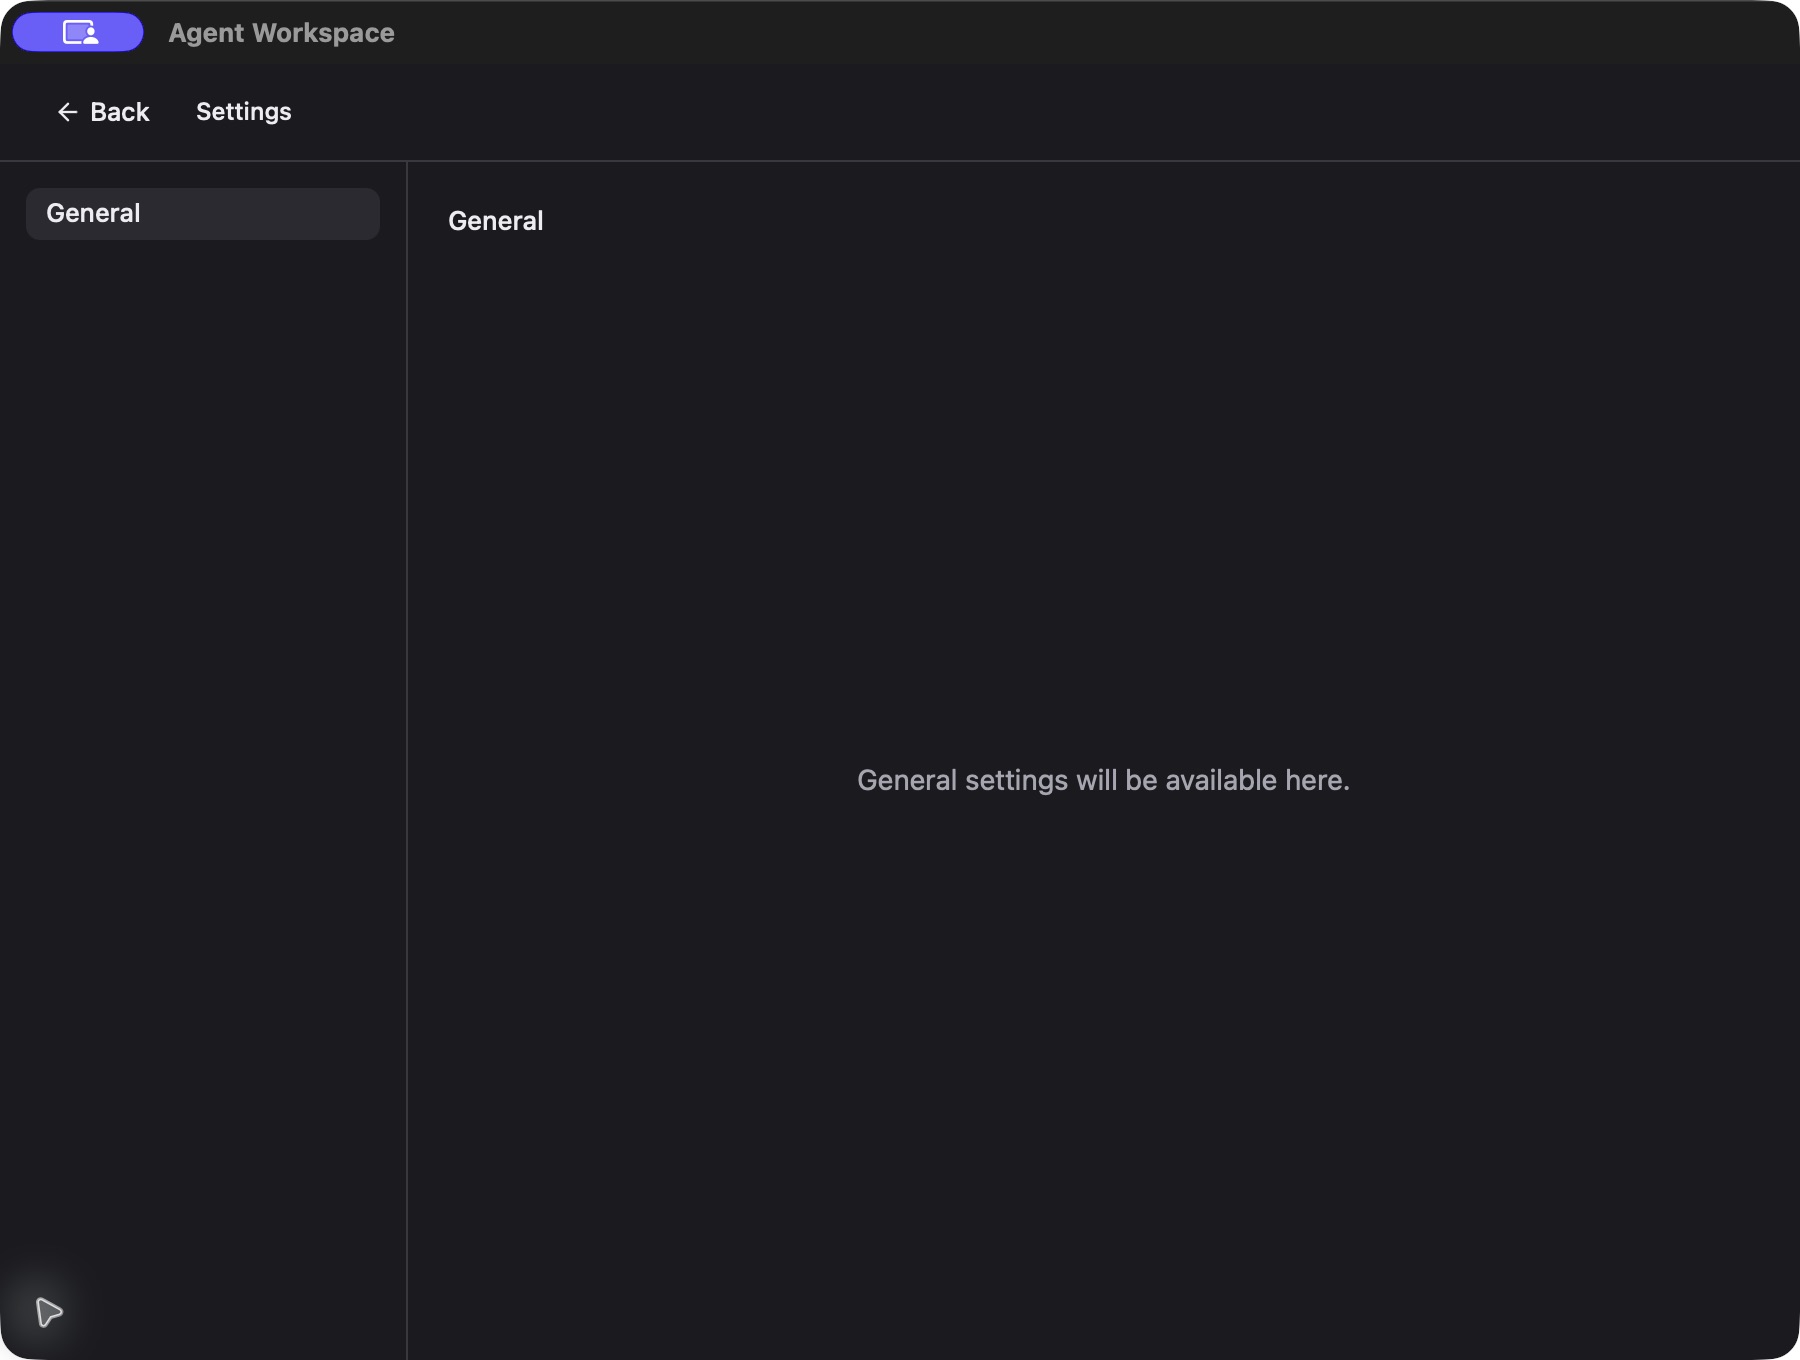 Agent Workspace
Back
Settings
General
General
General settings will be available here.